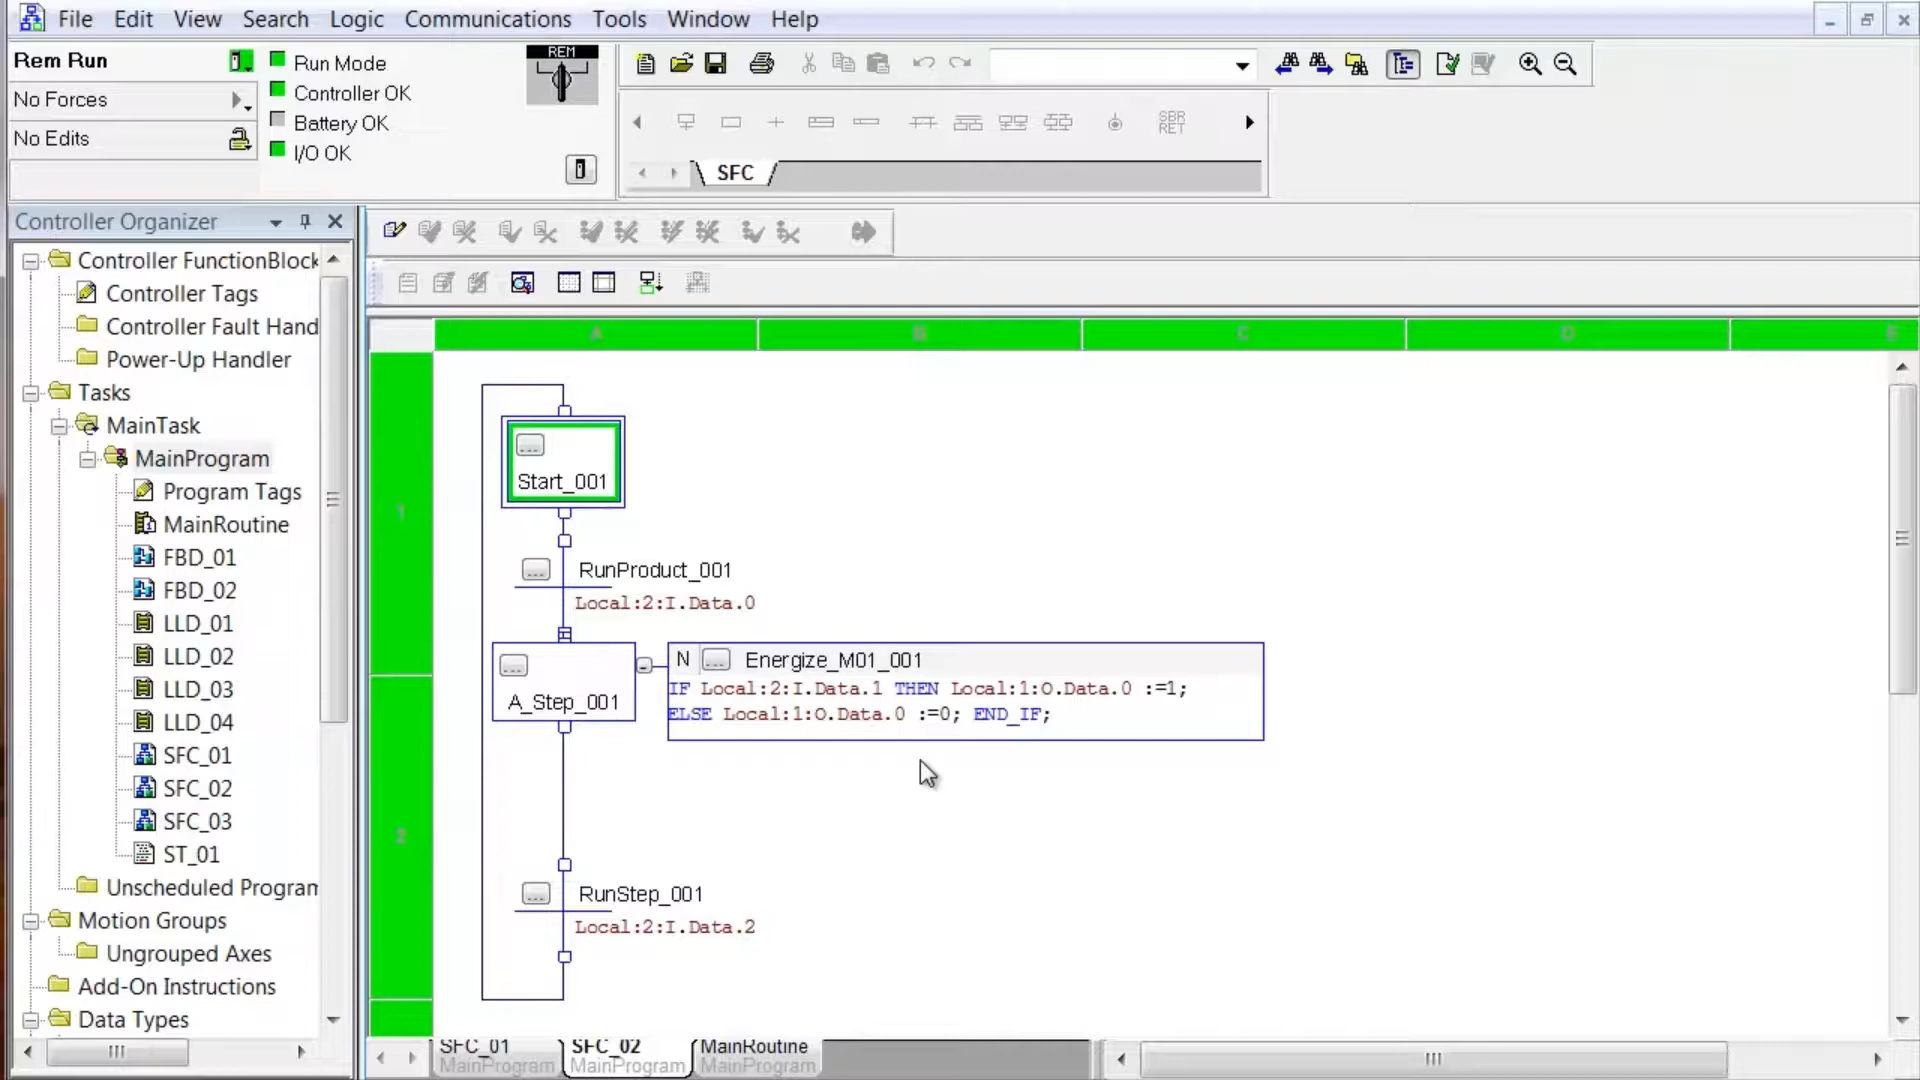 File Edit View Search Logic Communications Tools Window Help
Rem Run
No Forces
No Edits
Run Mode
Controller OK
Battery OK
I/O OK
REM
SBR
RET
SFC
Controller Organizer
Controller FunctionBlock
Controller Tags
Controller Fault Hand
Power-Up Handler
Tasks
MainTask
MainProgram
Program Tags
MainRoutine
FBD_01
FBD_02
LLD_01
LLD_02
LLD_03
LLD_04
SFC_01
SFC_02
SFC_03
ST_01
Unscheduled Program
Motion Groups
Ungrouped Axes
Add-On Instructions
Data Types
A B C D E
1
2
Start_001
RunProduct_001
Local:2:I.Data.0
A_Step_001
N ... Energize_M01_001
IF Local:2:I.Data.1 THEN Local:1:O.Data.0 :=1;
ELSE Local:1:O.Data.0 :=0; END_IF;
RunStep_001
Local:2:I.Data.2
SFC_01 SFC_02 MainRoutine
MainProgram MainProgram MainProgram